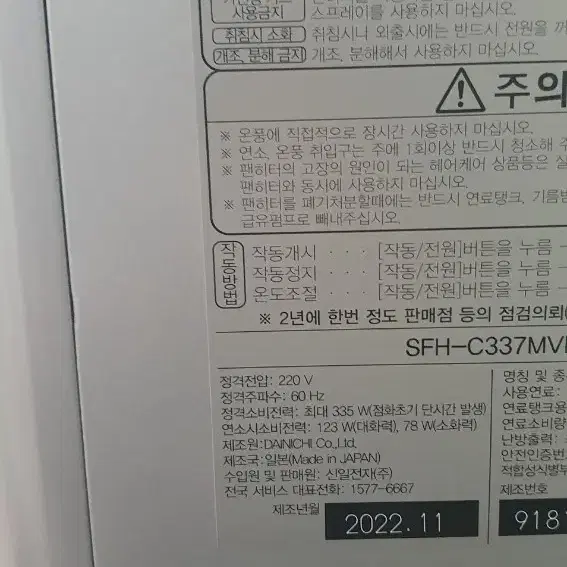 사용금지 스프레이를 사용하지 마십시오.
취침시 소화 취침시나 외출시에는 반드시 전원을 꺼
개조, 분해 금지 개조, 분해해서 사용하지 마십시오.
주의
※ 온풍에 직접적으로 장시간 사용하지 마십시오.
※ 연소, 온풍 취입구는 주에 1회이상 반드시 청소해 주
※ 팬히터의 고장의 원인이 되는 헤어케어 상품등은 실
팬히터와 동시에 사용하지 마십시오.
※ 팬히터를 폐기처분할때에는 반드시 연료탱크, 기름받
급유펌프로 빼내주십시오.
작동방법
작동개시 · · · [작동/전원]버튼을 누름 -
작동정지 · · · [작동/전원]버튼을 누름 -
온도조절 · · · [작동/전원]버튼을 누름 -
※ 2년에 한번 정도 판매점 등의 점검의뢰
SFH-C337MV
정격전압: 220 V
정격주파수: 60 Hz
정격소비전력: 최대 335 W(점화초기 단시간 발생)
연소시소비전력: 123 W(대화력), 78 W(소화력)
제조원:DAINICHI Co.,Ltd.
제조국:일본(Made in JAPAN)
수입원 및 판매원: 신일전자(주)
전국 서비스 대표전화: 1577-6667
제조년월 2022.11
명칭 및 종
사용연료:
연료탱크용
연료소비량
난방출력:
안전인증번호
적합성식별부
제조번호
9181